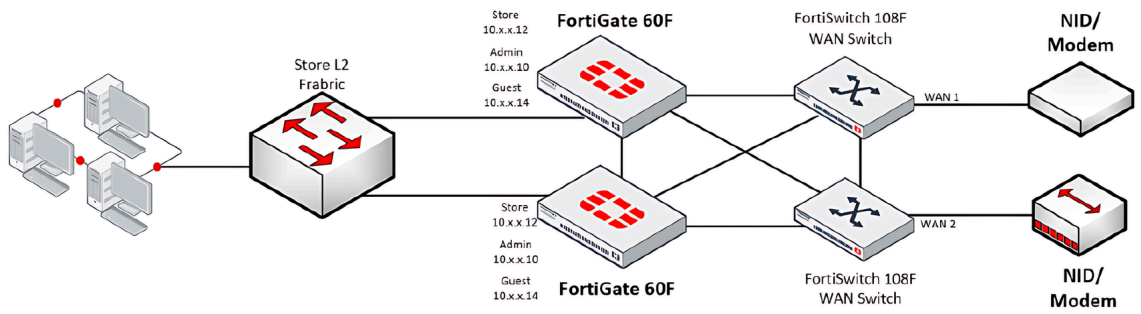 Store
10.x.x.12
Admin
10.x.x.10
Guest
10.x.x.14
FortiGate 60F
FortiSwitch 108F
WAN Switch
NID/
Modem
Store L2
Frabric
WAN 1
Store
10.x.x.12
Admin
10.x.x.10
Guest
10.x.x.14
FortiGate 60F
WAN 2
FortiSwitch 108F
WAN Switch
NID/
Modem